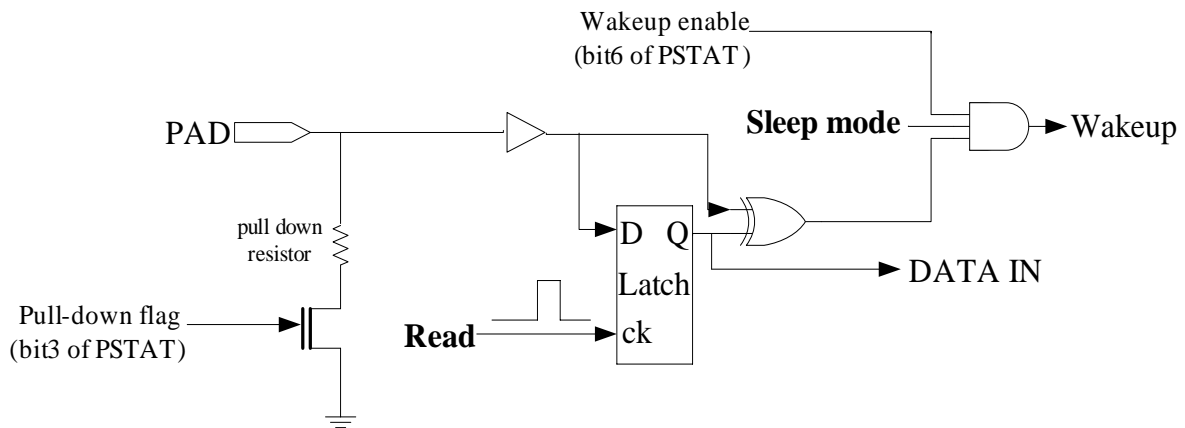 Wakeup enable
(bit6 of PSTAT)
PAD
Sleep mode
Wakeup
pull down
resistor
D Q
Latch
ck
DATA IN
Pull-down flag
(bit3 of PSTAT)
Read